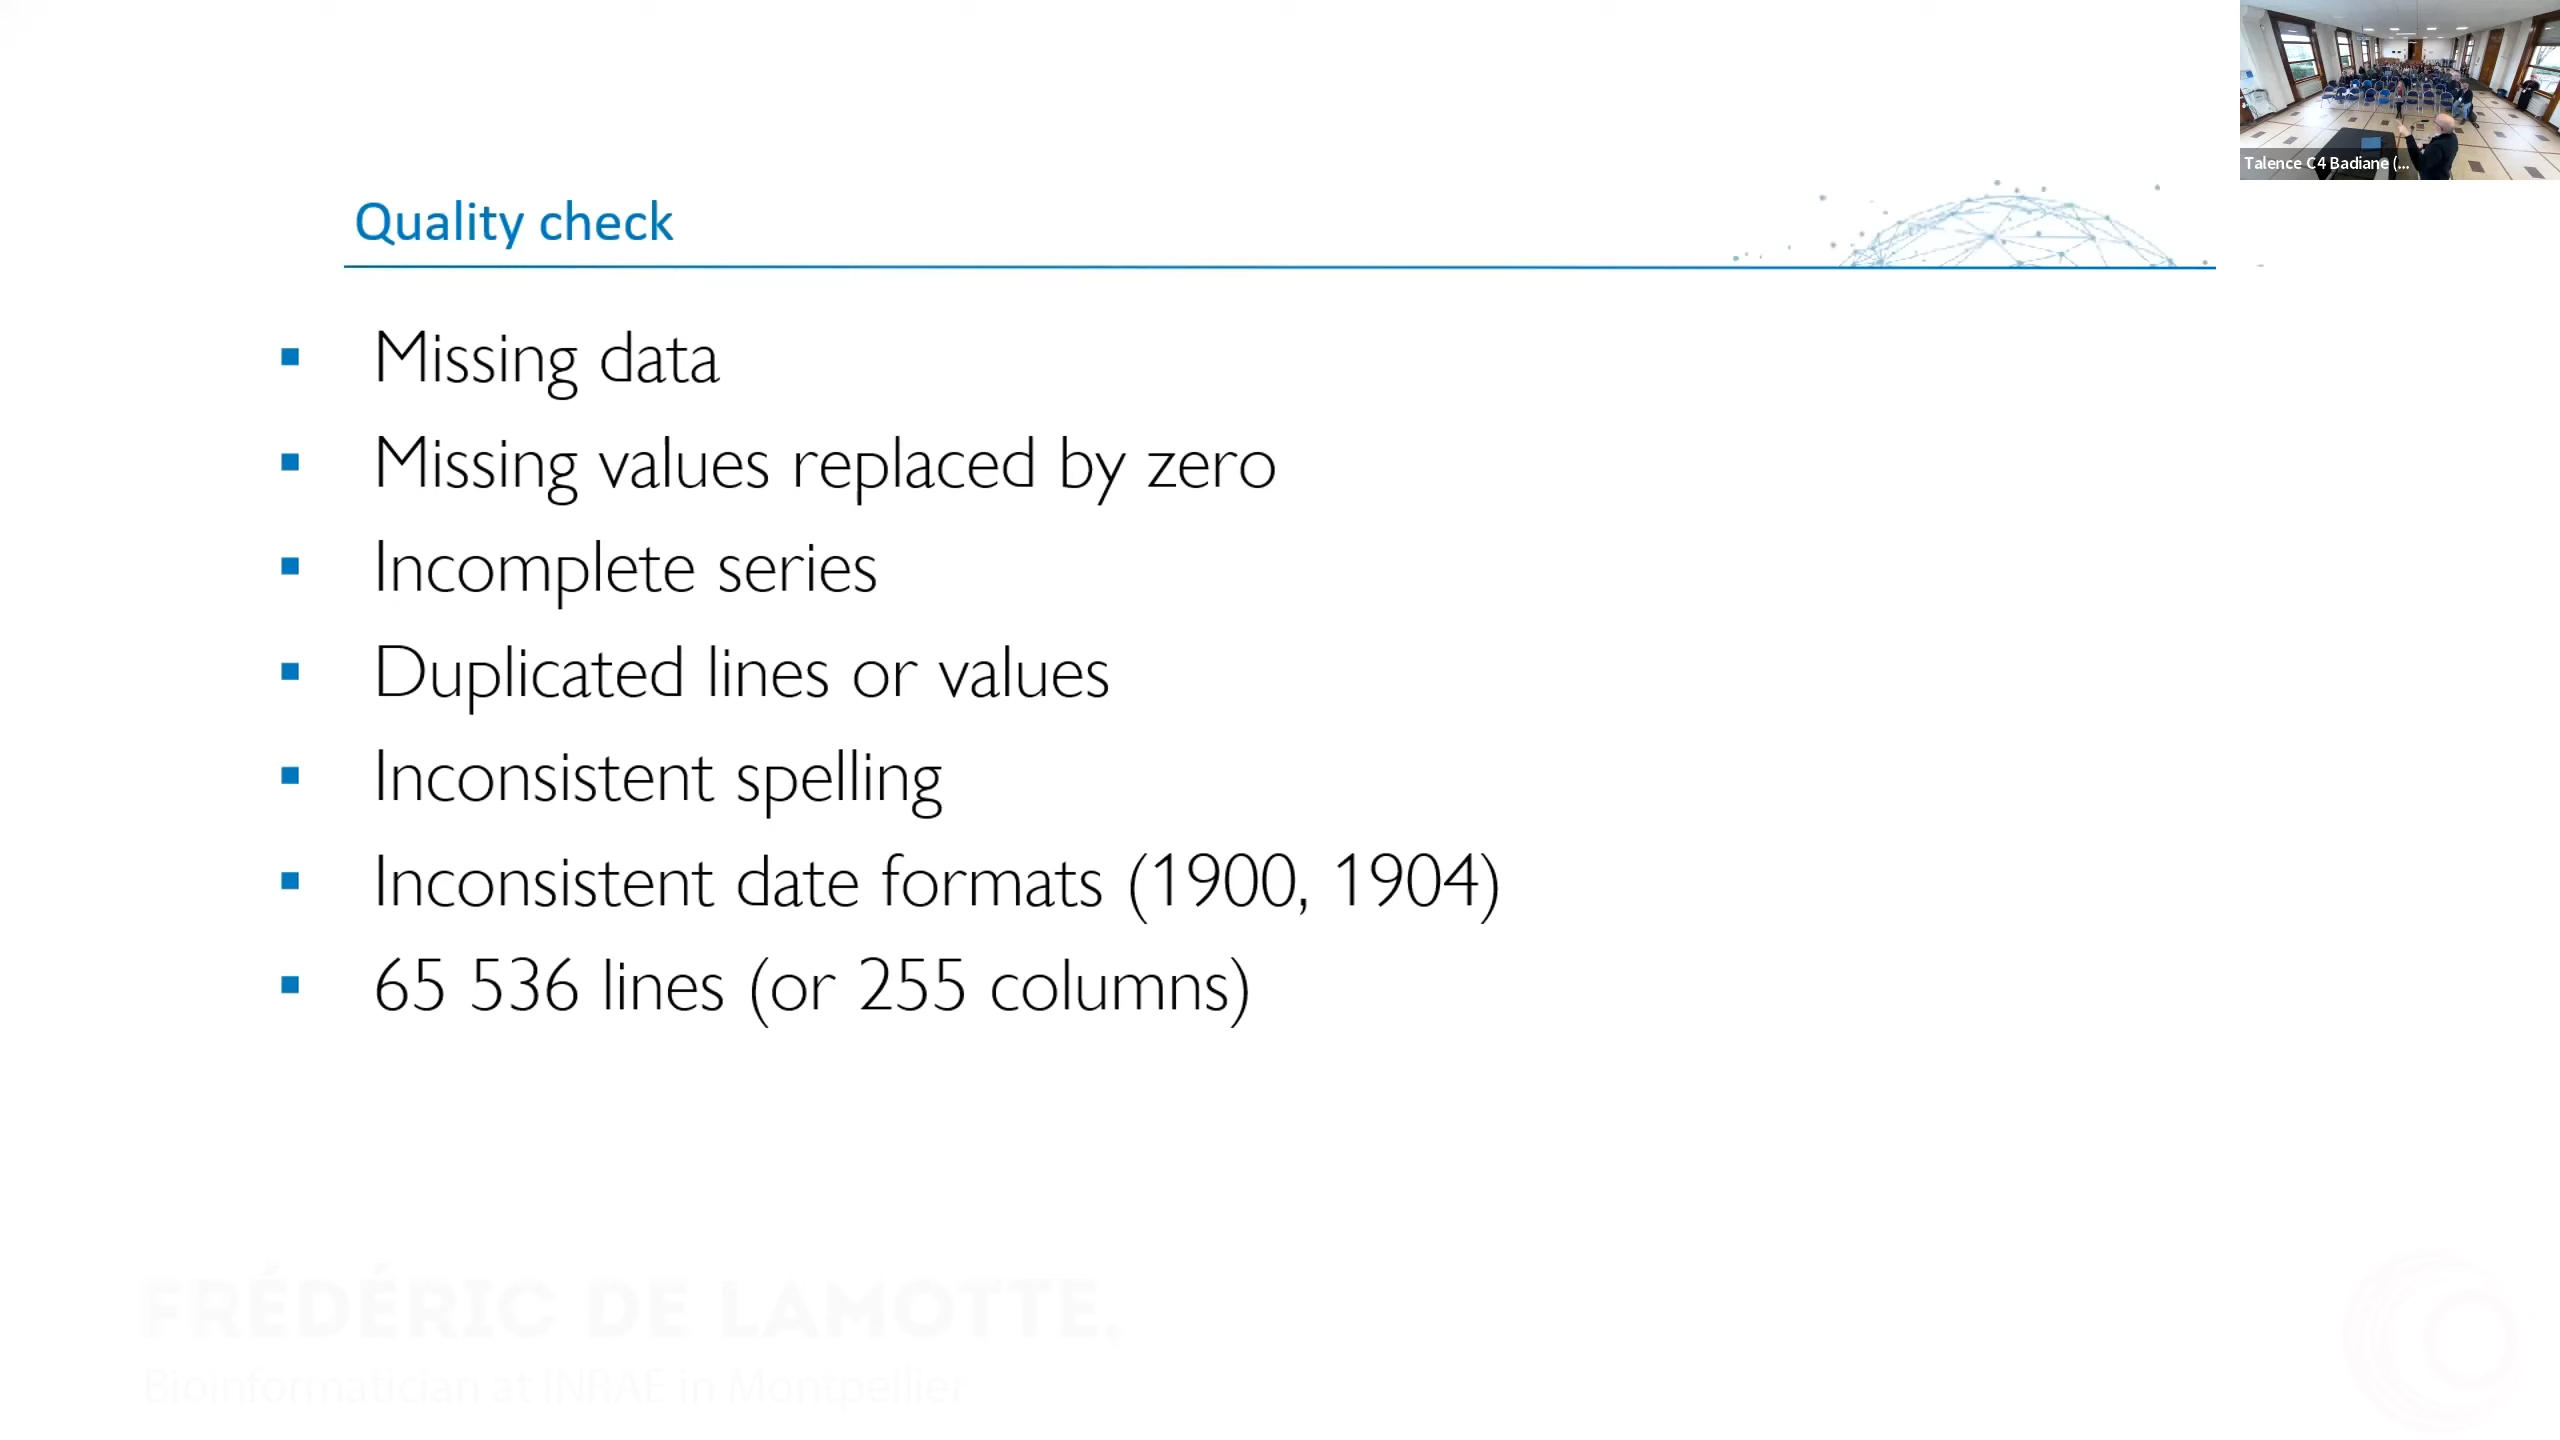 Talence C4 Badiane (...
Quality check
Missing data
Missing values replaced by zero
Incomplete series
Duplicated lines or values
Inconsistent spelling
Inconsistent date formats (1900, 1904)
65 536 lines (or 255 columns)
FRÉDÉRIC DE LAMOTTE.
Bioinformatician at INRAE in Montpellier